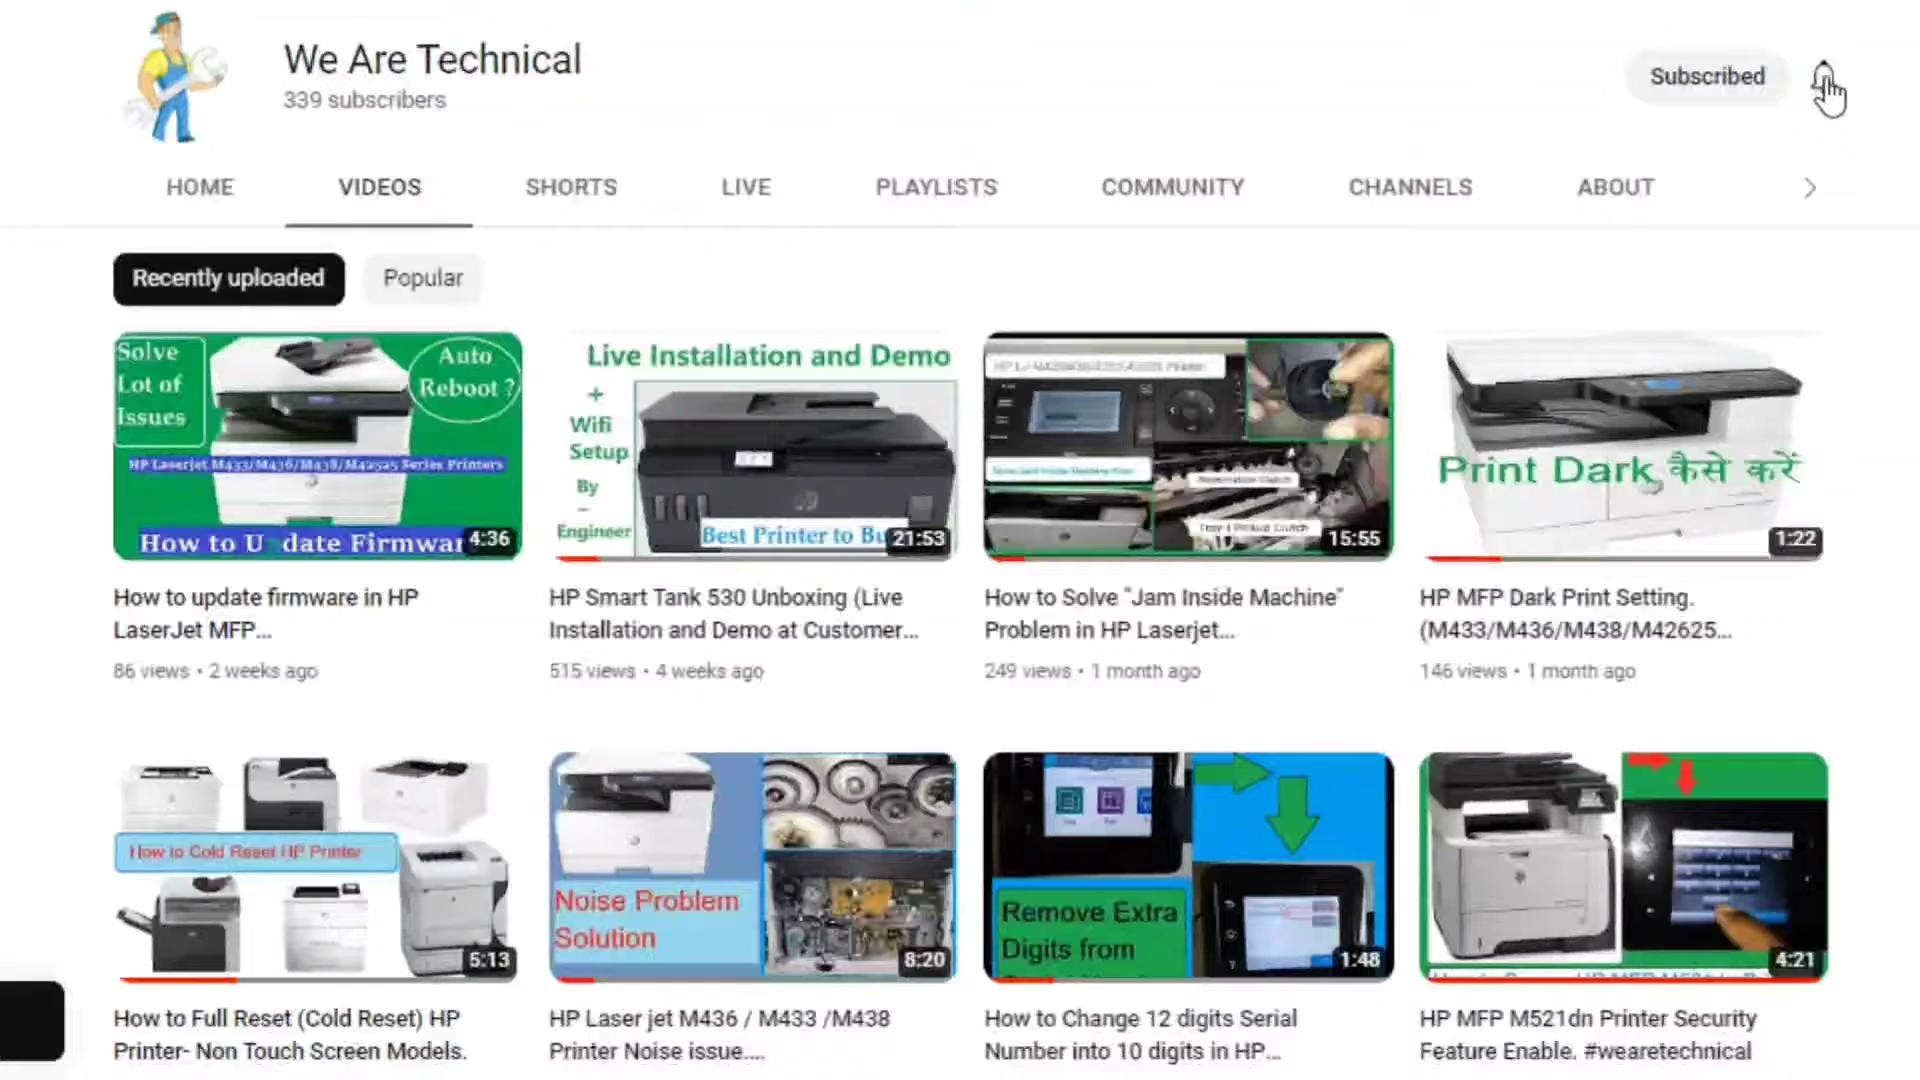 We Are Technical
339 subscribers
Subscribed
HOME
VIDEOS
SHORTS
LIVE
PLAYLISTS
COMMUNITY
CHANNELS
ABOUT
Recently uploaded
Popular
Solve
Lot of
Issues
Auto
Reboot ?
HP Laserjet M433/M436/M438/M42525 Series Printers
How to U date Firmwar
4:36
Live Installation and Demo
+
Wifi
Setup
By
–
Engineer
Best Printer to Bu
21:53
15:55
Print Dark कैसे करें
1:22
How to update firmware in HP
LaserJet MFP...
86 views • 2 weeks ago
HP Smart Tank 530 Unboxing (Live
Installation and Demo at Customer...
515 views • 4 weeks ago
How to Solve "Jam Inside Machine"
Problem in HP Laserjet...
249 views • 1 month ago
HP MFP Dark Print Setting.
(M433/M436/M438/M42625...
146 views • 1 month ago
How to Cold Reset HP Printer
5:13
Noise Problem
Solution
8:20
Remove Extra
Digits from
1:48
4:21
How to Full Reset (Cold Reset) HP
Printer- Non Touch Screen Models.
HP Laser jet M436 / M433 /M438
Printer Noise issue....
How to Change 12 digits Serial
Number into 10 digits in HP...
HP MFP M521dn Printer Security
Feature Enable. #wearetechnical